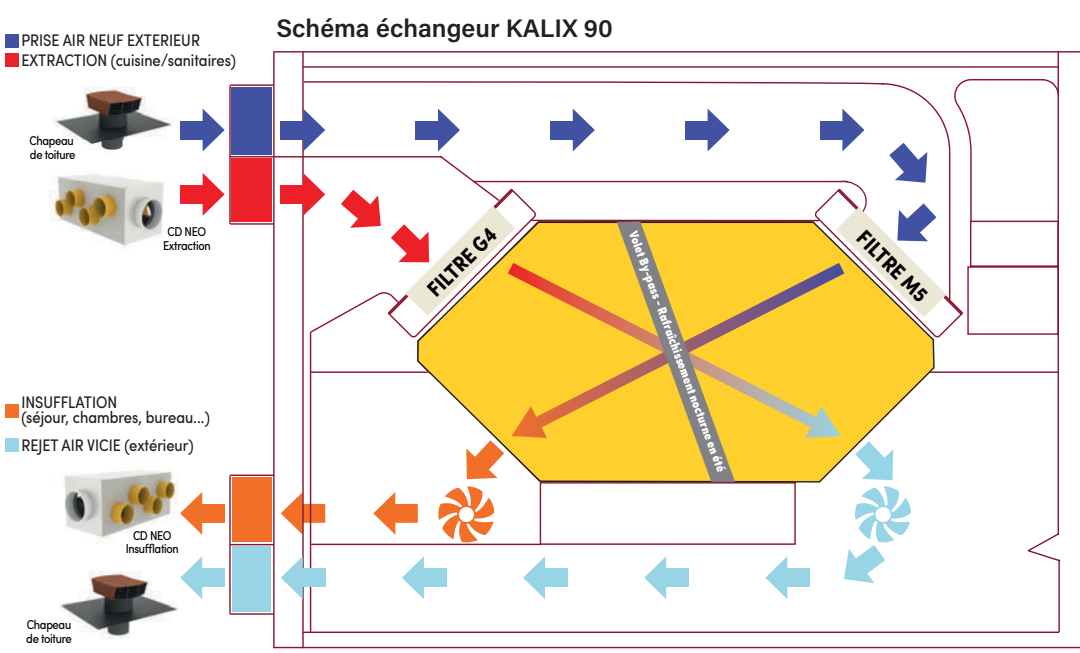 Schéma échangeur KALIX 90
PRISE AIR NEUF EXTERIEUR
EXTRACTION (cuisine/sanitaires)
Chapeau
de toiture
CD NEO
Extraction
FILTRE G4
Volet By-pass - Rafraîchissement nocturne en été
FILTRE M5
INSUFFLATION
(séjour, chambres, bureau...)
REJET AIR VICIE (extérieur)
CD NEO
Insufflation
Chapeau
de toiture